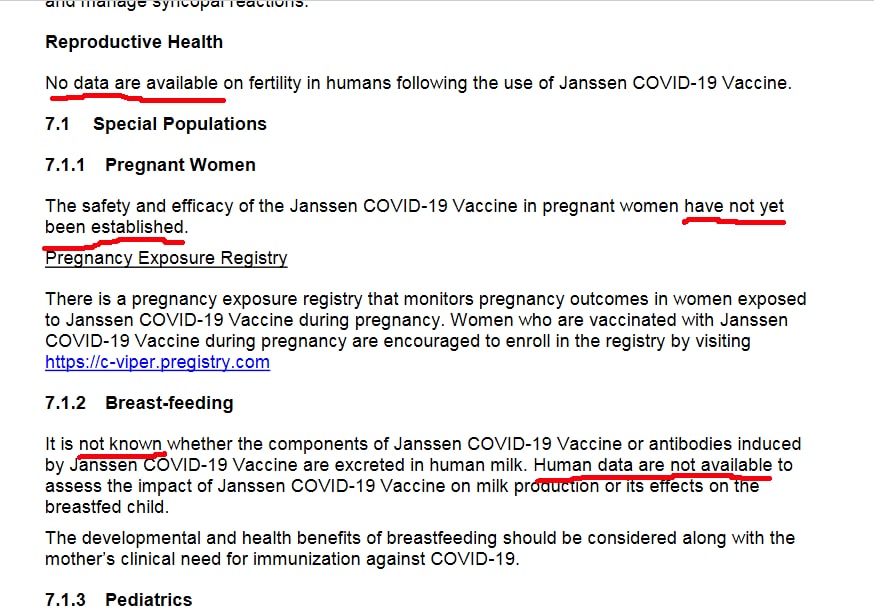 and manage syncopal reactions.
Reproductive Health
No data are available on fertility in humans following the use of Janssen COVID-19 Vaccine.
7.1 Special Populations
7.1.1 Pregnant Women
The safety and efficacy of the Janssen COVID-19 Vaccine in pregnant women have not yet
been established.
Pregnancy Exposure Registry
There is a pregnancy exposure registry that monitors pregnancy outcomes in women exposed
to Janssen COVID-19 Vaccine during pregnancy. Women who are vaccinated with Janssen
COVID-19 Vaccine during pregnancy are encouraged to enroll in the registry by visiting
https://c-viper.pregistry.com
7.1.2 Breast-feeding
It is not known whether the components of Janssen COVID-19 Vaccine or antibodies induced
by Janssen COVID-19 Vaccine are excreted in human milk. Human data are not available to
assess the impact of Janssen COVID-19 Vaccine on milk production or its effects on the
breastfed child.
The developmental and health benefits of breastfeeding should be considered along with the
mother's clinical need for immunization against COVID-19.
7.1.3 Pediatrics